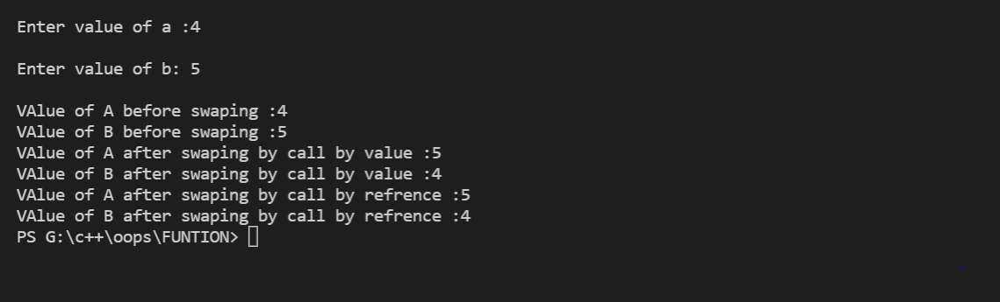 Enter value of a :4
Enter value of b: 5
VAlue of A before swaping :4
VAlue of B before swaping :5
VAlue of A after swaping by call by value :5
VAlue of B after swaping by call by value :4
VAlue of A after swaping by call by refrence :5
VAlue of B after swaping by call by refrence :4
PS G:\c++\oops\FUNTION>